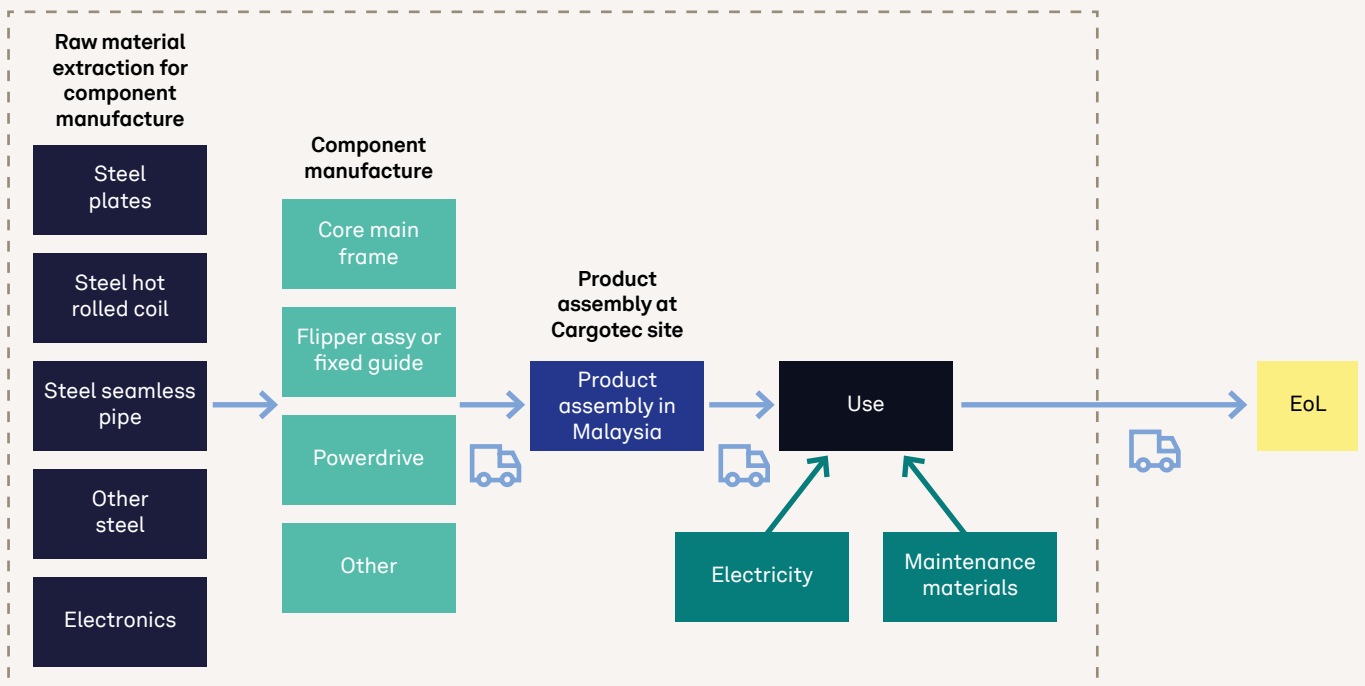 Raw material
extraction for
component
manufacture
Steel
plates
Steel hot
rolled coil
Steel seamless
pipe
Other
steel
Electronics
Component
manufacture
Core main
frame
Flipper assy or
fixed guide
Powerdrive
Other
Product
assembly at
Cargotec site
Product
assembly in
Malaysia
Use
Electricity
Maintenance
materials
EoL